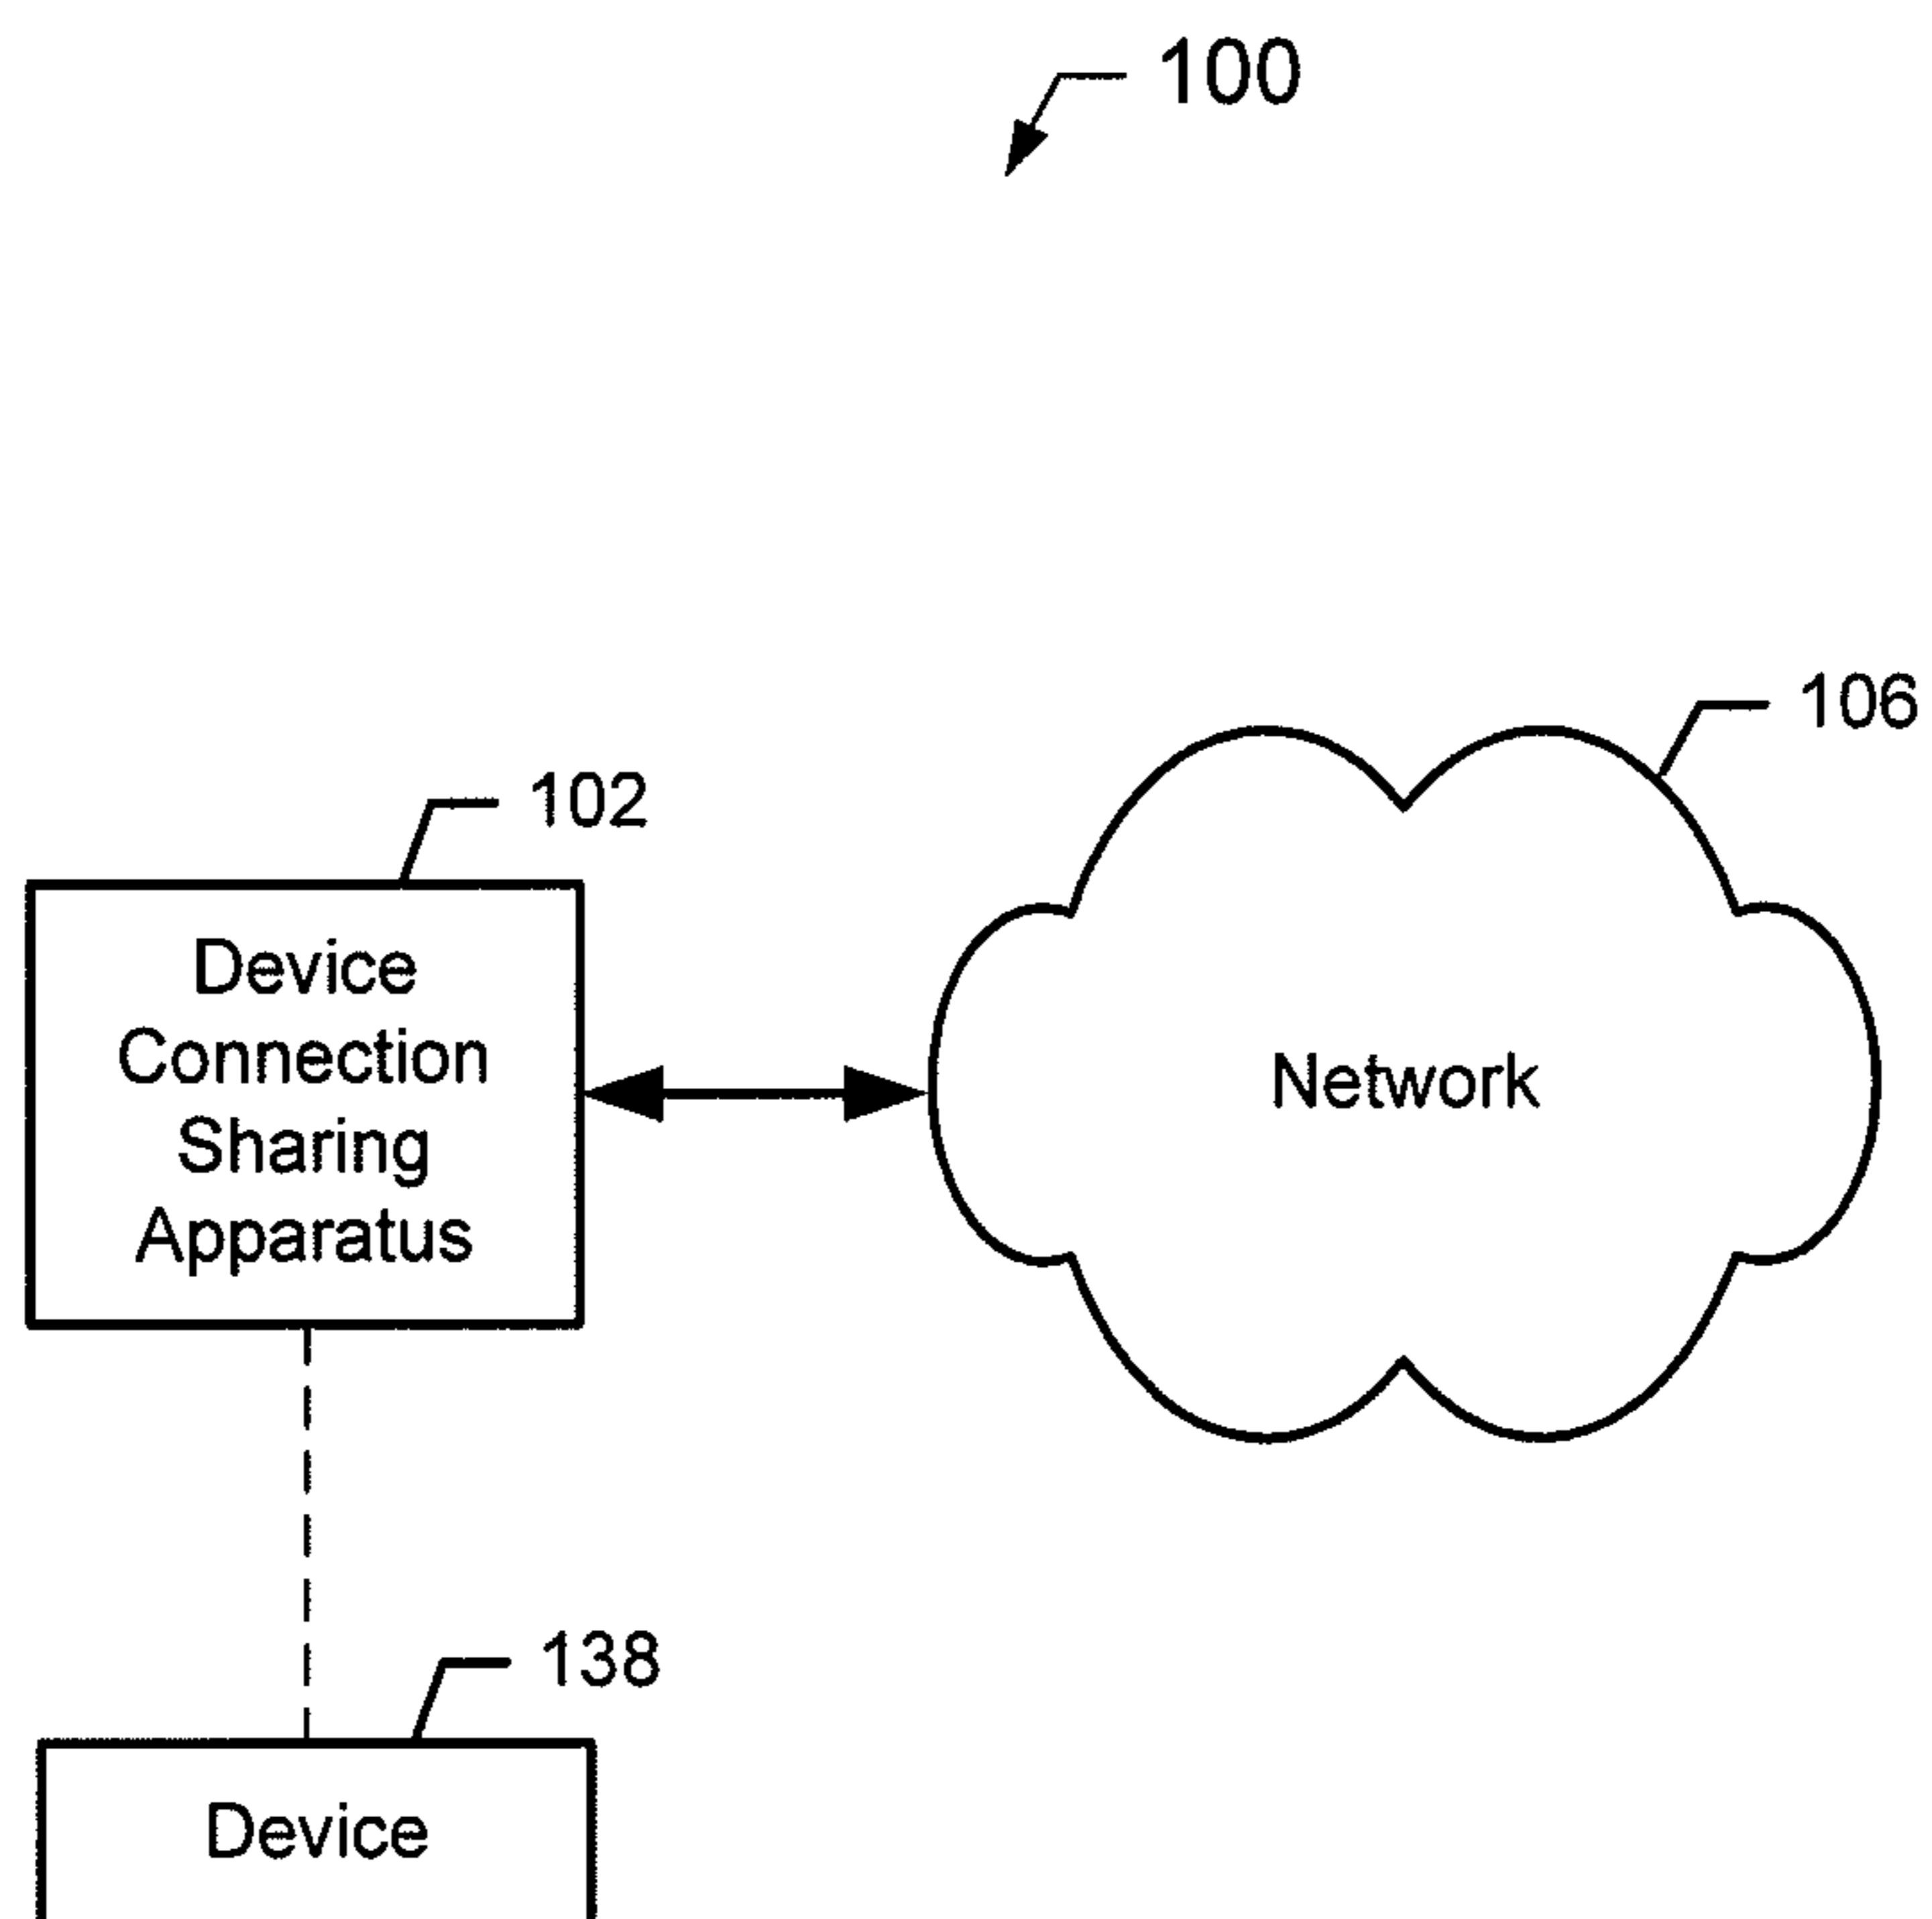 100
106
102
Device
Connection
Sharing
Apparatus
Network
138
Device